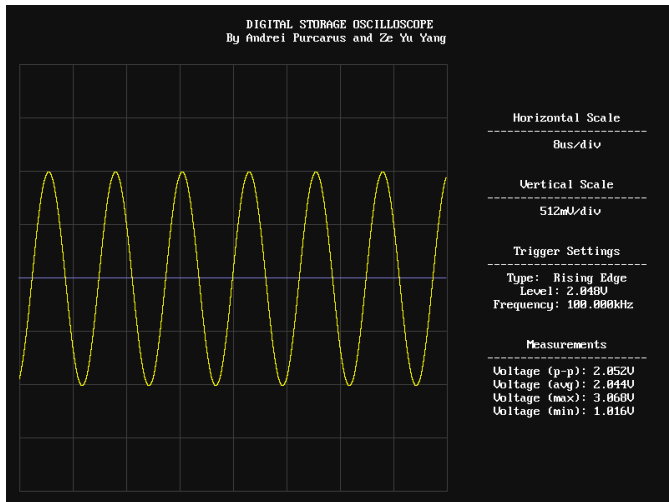 DIGITAL STORAGE OSCILLOSCOPE
By Andrei Purcarus and Ze Yu Yang
Horizontal Scale
8us/div
Vertical Scale
512mV/div
Trigger Settings
Type: Rising Edge
Level: 2.048V
Frequency: 100.000kHz
Measurements
Voltage (p-p): 2.052V
Voltage (avg): 2.044V
Voltage (max): 3.068V
Voltage (min): 1.016V